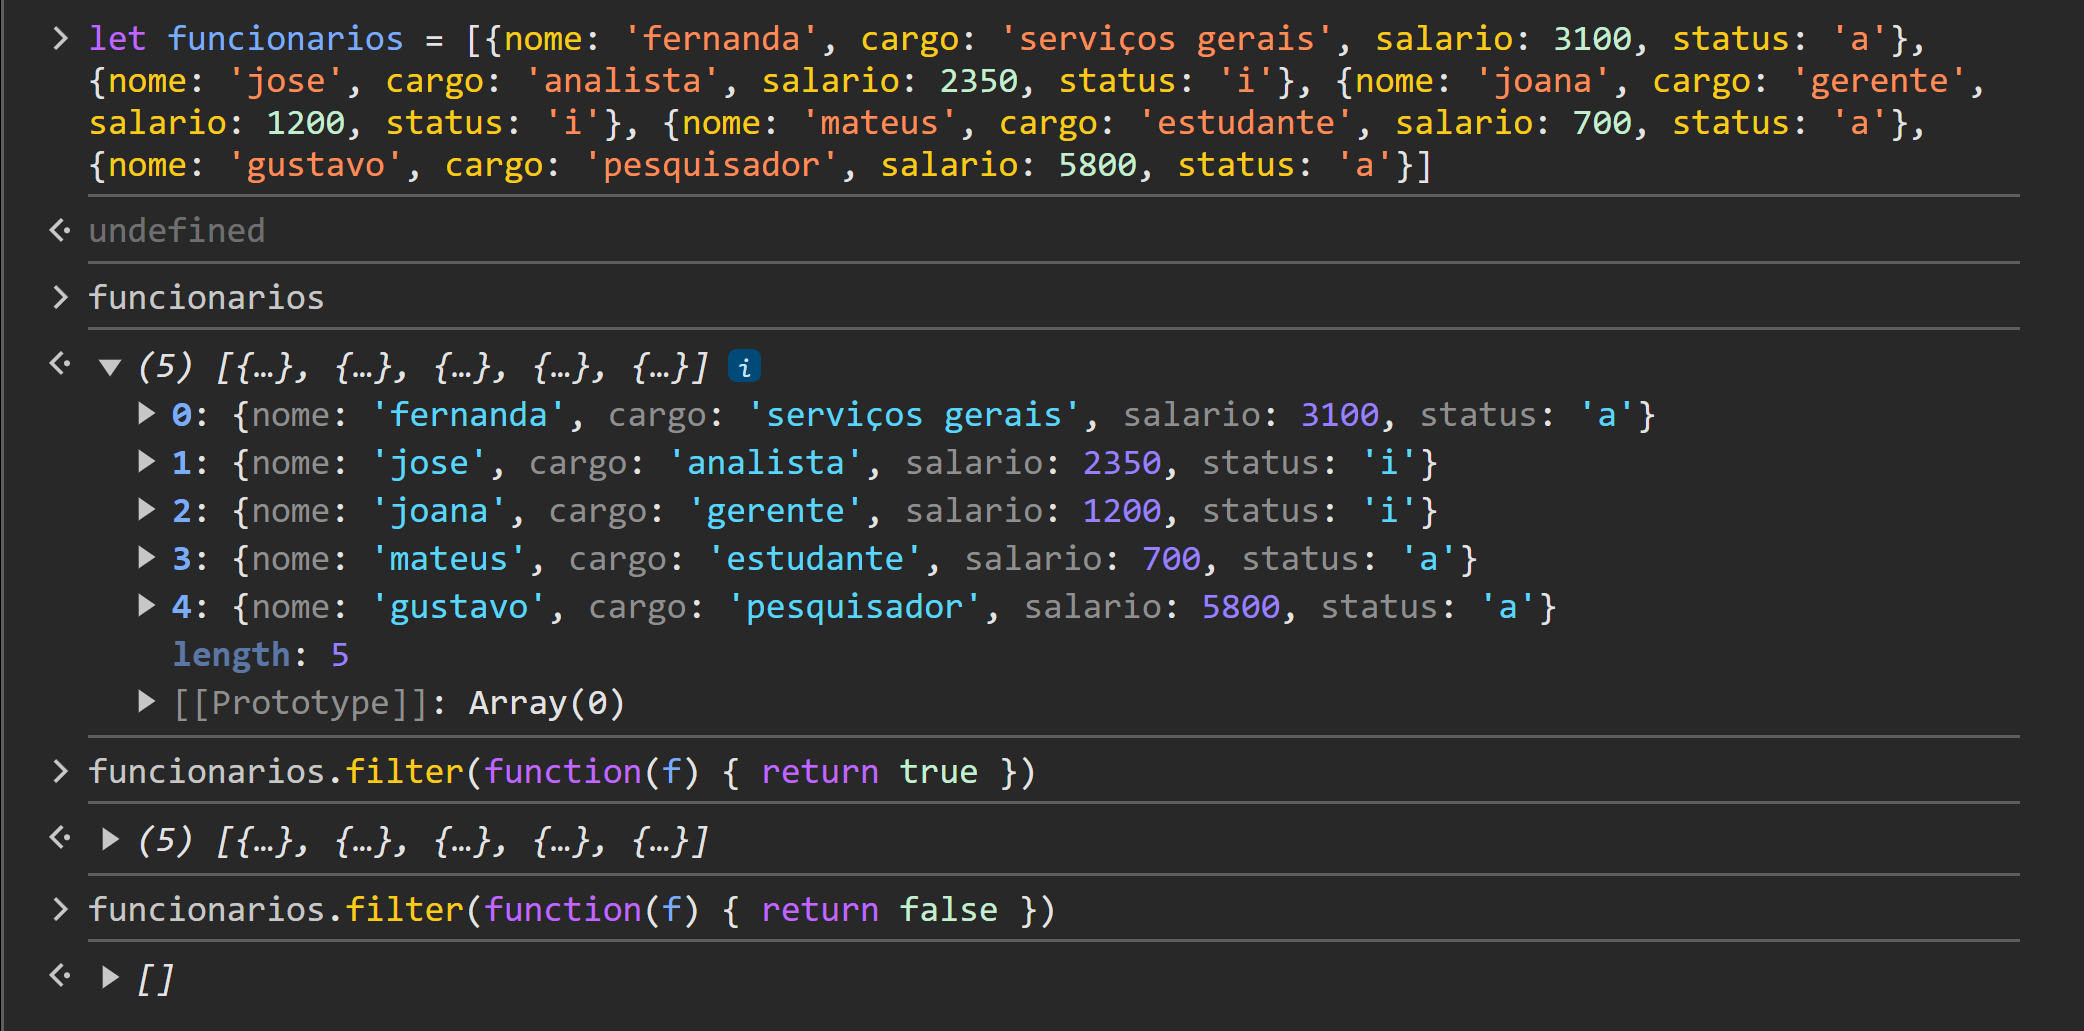 let funcionarios = [{nome: 'fernanda', cargo: 'serviços gerais', salario: 3100, status: 'a'},
{nome: 'jose', cargo: 'analista', salario: 2350, status: 'i'}, {nome: 'joana', cargo: 'gerente',
salario: 1200, status: 'i'}, {nome: 'mateus', cargo: 'estudante', salario: 700, status: 'a'},
{nome: 'gustavo', cargo: 'pesquisador', salario: 5800, status: 'a'}]
undefined
funcionarios
(5) [{…}, {…}, {…}, {…}, {…}] i
0: {nome: 'fernanda', cargo: 'serviços gerais', salario: 3100, status: 'a'}
1: {nome: 'jose', cargo: 'analista', salario: 2350, status: 'i'}
2: {nome: 'joana', cargo: 'gerente', salario: 1200, status: 'i'}
3: {nome: 'mateus', cargo: 'estudante', salario: 700, status: 'a'}
4: {nome: 'gustavo', cargo: 'pesquisador', salario: 5800, status: 'a'}
length: 5
[[Prototype]]: Array(0)
funcionarios.filter(function(f) { return true })
(5) [{…}, {…}, {…}, {…}, {…}]
funcionarios.filter(function(f) { return false })
[]